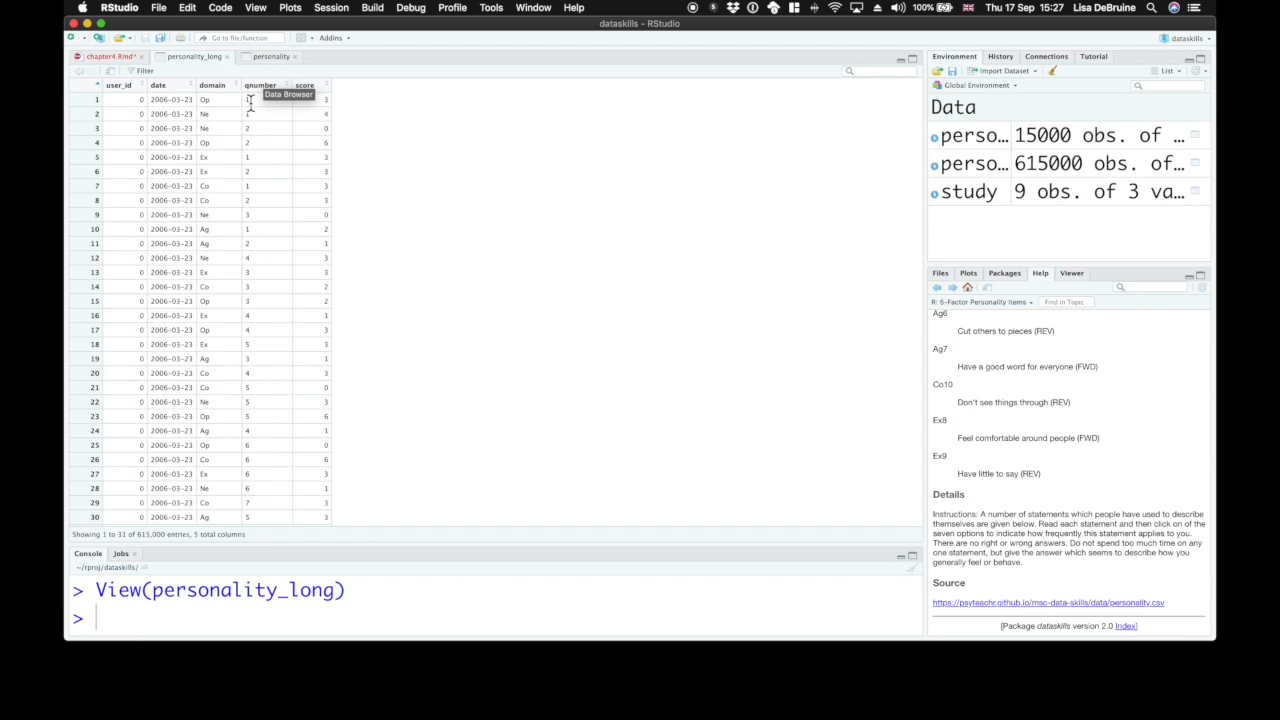 RStudio File Edit Code View Plots Session Build Debug Profile Tools Window Help 100% Thu 17 Sep 15:27 Lisa DeBruine
dataskills – RStudio
Go to file/function Addins dataskills
chapter4.Rmd* personality_long personality
Filter
user_id date domain qnumber score
Data Browser
1 0 2006-03-23 Op 1 3
2 0 2006-03-23 Ne 1 4
3 0 2006-03-23 Ne 2 0
4 0 2006-03-23 Op 2 6
5 0 2006-03-23 Ex 1 3
6 0 2006-03-23 Ex 2 3
7 0 2006-03-23 Co 1 3
8 0 2006-03-23 Co 2 3
9 0 2006-03-23 Ne 3 0
10 0 2006-03-23 Ag 1 2
11 0 2006-03-23 Ag 2 1
12 0 2006-03-23 Ne 4 3
13 0 2006-03-23 Ex 3 3
14 0 2006-03-23 Co 3 2
15 0 2006-03-23 Op 3 2
16 0 2006-03-23 Ex 4 1
17 0 2006-03-23 Op 4 3
18 0 2006-03-23 Ex 5 3
19 0 2006-03-23 Ag 3 1
20 0 2006-03-23 Co 4 3
21 0 2006-03-23 Co 5 0
22 0 2006-03-23 Ne 5 3
23 0 2006-03-23 Op 5 6
24 0 2006-03-23 Ag 4 1
25 0 2006-03-23 Op 6 0
26 0 2006-03-23 Co 6 6
27 0 2006-03-23 Ex 6 3
28 0 2006-03-23 Ne 6 1
29 0 2006-03-23 Co 7 3
30 0 2006-03-23 Ag 5 3
Showing 1 to 31 of 615,000 entries, 5 total columns
Console Jobs
~/rproj/dataskills/
> View(personality_long)
>
Environment History Connections Tutorial
Import Dataset List
Global Environment
Data
perso… 15000 obs. of …
perso… 615000 obs. of…
study 9 obs. of 3 va…
Files Plots Packages Help Viewer
R: 5-Factor Personality Items Find in Topic
Ag6
Cut others to pieces (REV)
Ag7
Have a good word for everyone (FWD)
Co10
Don't see things through (REV)
Ex8
Feel comfortable around people (FWD)
Ex9
Have little to say (REV)
Details
Instructions: A number of statements which people have used to describe
themselves are given below. Read each statement and then click on of the
seven options to indicate how frequently this statement applies to you.
There are no right or wrong answers. Do not spend too much time on any
one statement, but give the answer which seems to describe how you
generally feel or behave.
Source
https://psyteachr.github.io/msc-data-skills/data/personality.csv
[Package dataskills version 2.0 Index]